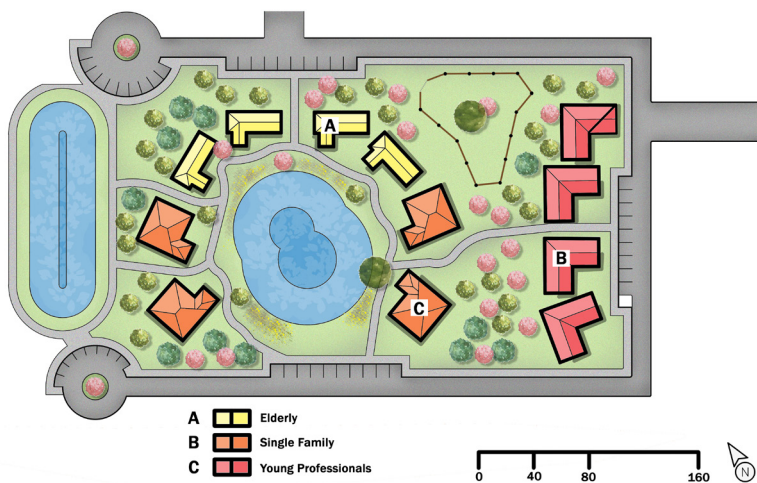 A
B
C
A Elderly
B Single Family
C Young Professionals
0 40 80 160
N